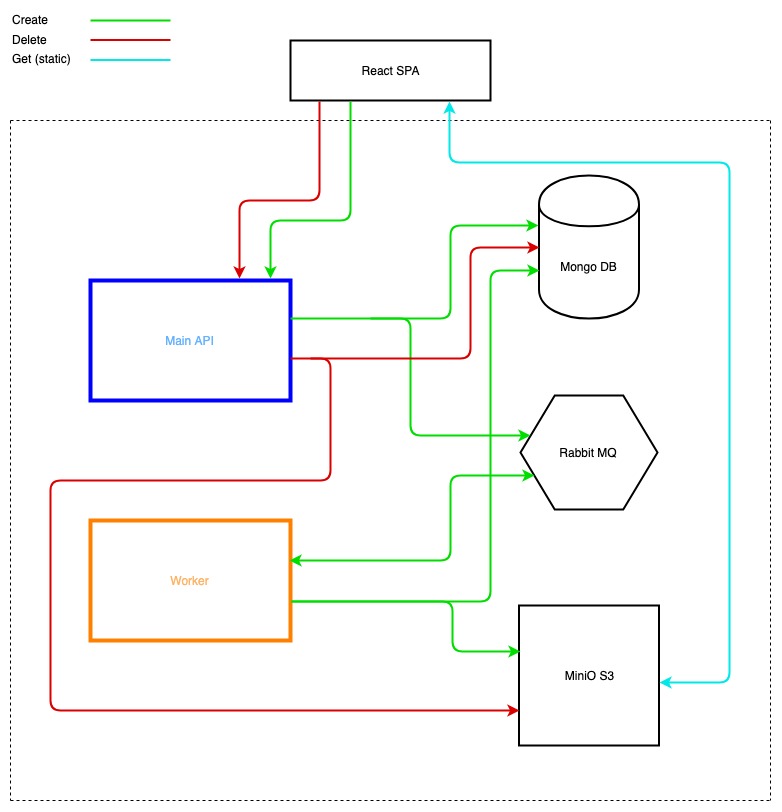 Create
Delete
Get (static)
React SPA
Mongo DB
Main API
Rabbit MQ
Worker
MiniO S3